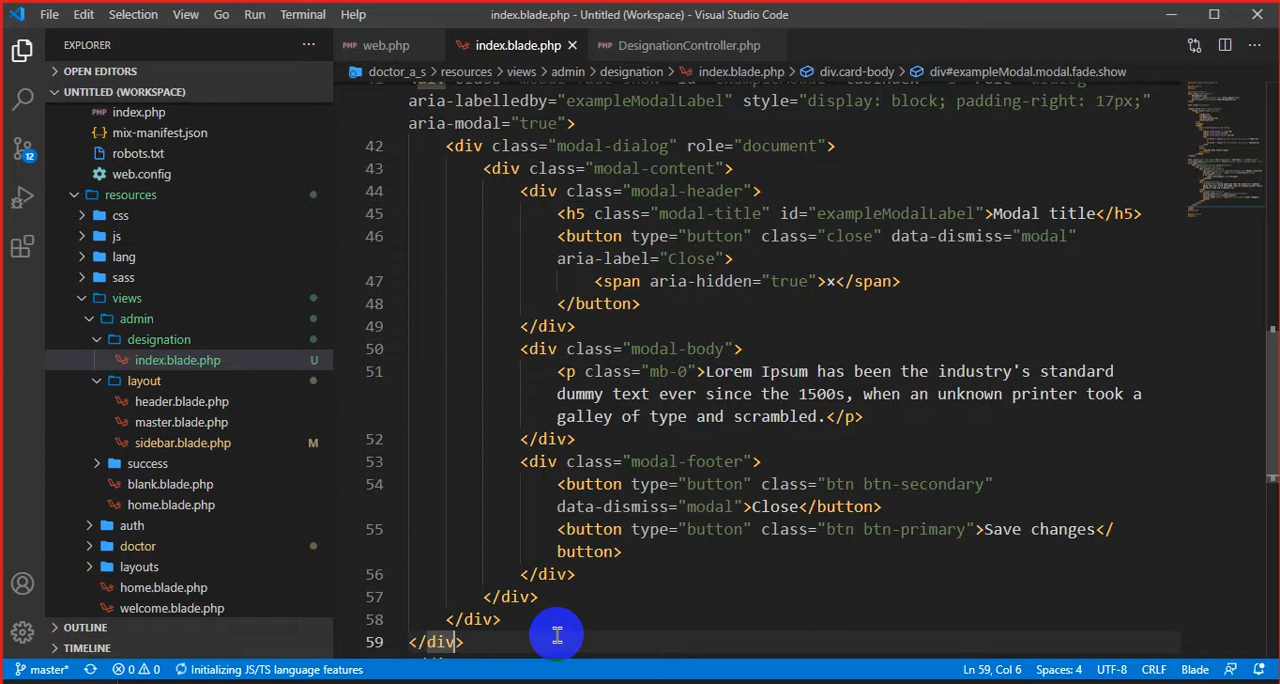 File Edit Selection View Go Run Terminal Help index.blade.php - Untitled (Workspace) - Visual Studio Code
EXPLORER
PHP web.php index.blade.php PHP DesignationController.php
OPEN EDITORS
UNTITLED (WORKSPACE)
doctor_a_s > resources > views > admin > designation > index.blade.php > div.card-body > div#exampleModal.modal.fade.show
index.php
mix-manifest.json
robots.txt
web.config
resources
css
js
lang
sass
views
admin
designation
index.blade.php U
layout
header.blade.php
master.blade.php
sidebar.blade.php M
success
blank.blade.php
home.blade.php
auth
doctor
layouts
home.blade.php
welcome.blade.php
OUTLINE
TIMELINE
12
aria-labelledby="exampleModalLabel" style="display: block; padding-right: 17px;"
aria-modal="true">
42 <div class="modal-dialog" role="document">
43 <div class="modal-content">
44 <div class="modal-header">
45 <h5 class="modal-title" id="exampleModalLabel">Modal title</h5>
46 <button type="button" class="close" data-dismiss="modal"
aria-label="Close">
47 <span aria-hidden="true">×</span>
48 </button>
49 </div>
50 <div class="modal-body">
51 <p class="mb-0">Lorem Ipsum has been the industry's standard
dummy text ever since the 1500s, when an unknown printer took a
galley of type and scrambled.</p>
52 </div>
53 <div class="modal-footer">
54 <button type="button" class="btn btn-secondary"
data-dismiss="modal">Close</button>
55 <button type="button" class="btn btn-primary">Save changes</
button>
56 </div>
57 </div>
58 </div>
59 </div>
master* 0 0 Initializing JS/TS language features Ln 59, Col 6 Spaces: 4 UTF-8 CRLF Blade